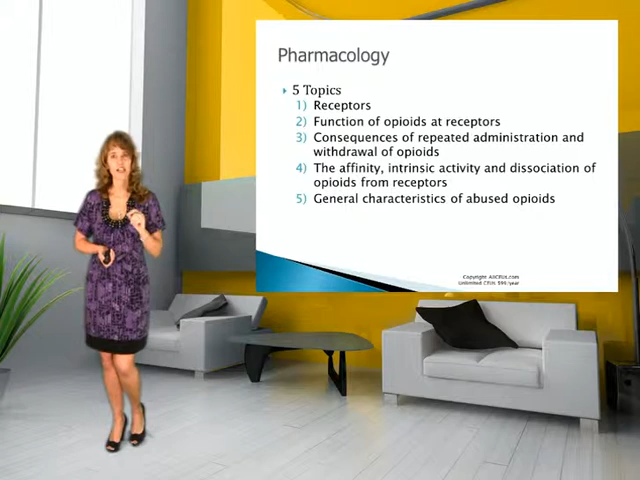 Pharmacology
5 Topics
1) Receptors
2) Function of opioids at receptors
3) Consequences of repeated administration and
withdrawal of opioids
4) The affinity, intrinsic activity and dissociation of
opioids from receptors
5) General characteristics of abused opioids
Copyright AllCEUs.com
Unlimited CEUs $99/year